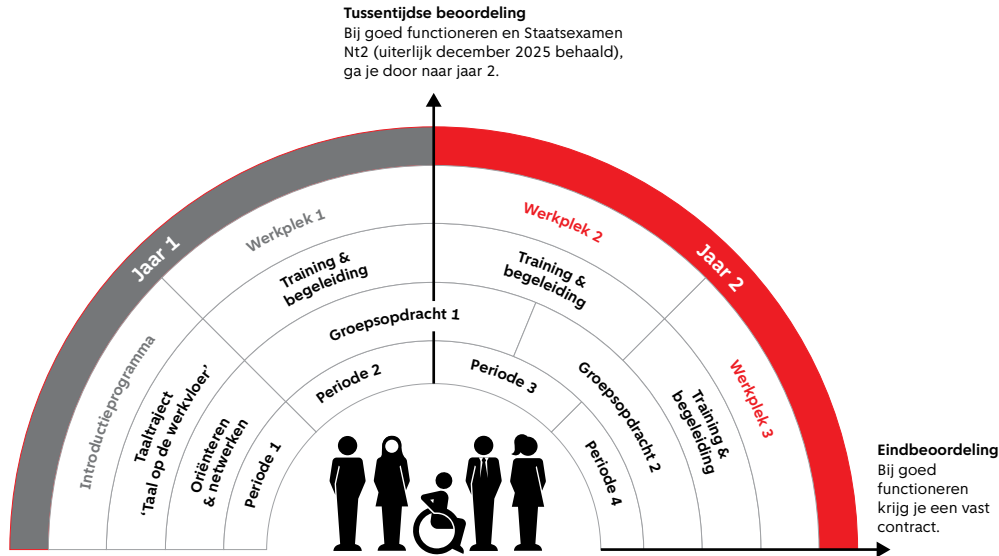 Tussentijdse beoordeling
Bij goed functioneren en Staatsexamen
Nt2 (uiterlijk december 2025 behaald),
ga je door naar jaar 2.
Jaar 1
Jaar 2
Introductieprogramma
Werkplek 1
Werkplek 2
Werkplek 3
Taaltraject
‘Taal op de werkvloer’
Training &
begeleiding
Training &
begeleiding
Training &
begeleiding
Oriënteren
& netwerken
Groepsopdracht 1
Groepsopdracht 2
Periode 1
Periode 2
Periode 3
Periode 4
Eindbeoordeling
Bij goed
functioneren
krijg je een vast
contract.